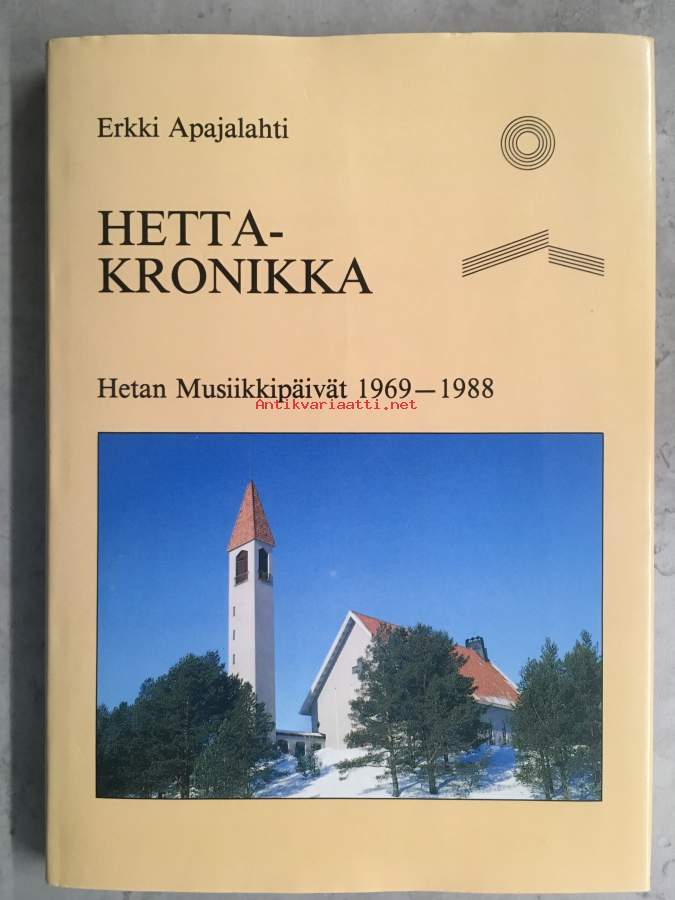 Erkki Apajalahti
HETTA-
KRONIKKA
Hetan Musiikkipäivät 1969—1988
Antikvariaatti.net